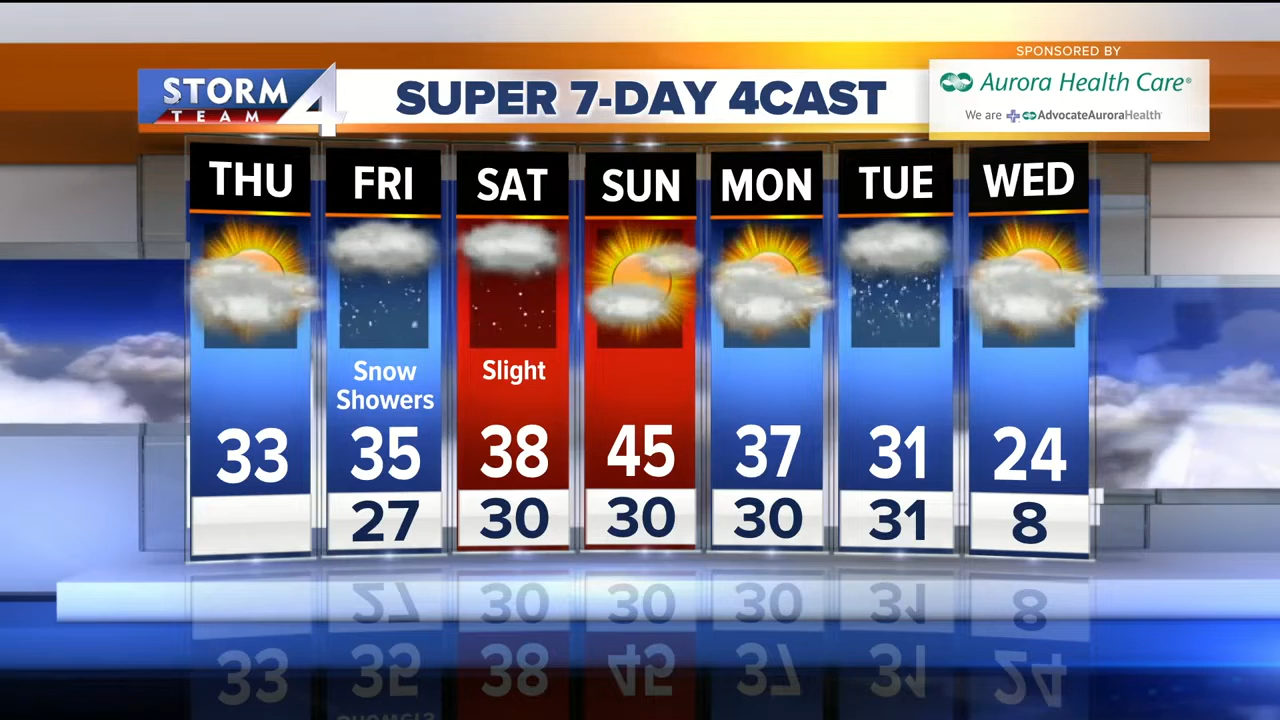 SPONSORED BY
STORM
TEAM 4
SUPER 7-DAY 4CAST
Aurora Health Care®
We are AdvocateAuroraHealth
THU FRI SAT SUN MON TUE WED
Snow
Showers
Slight
33 35 38 45 37 31 24
27 30 30 30 31 8